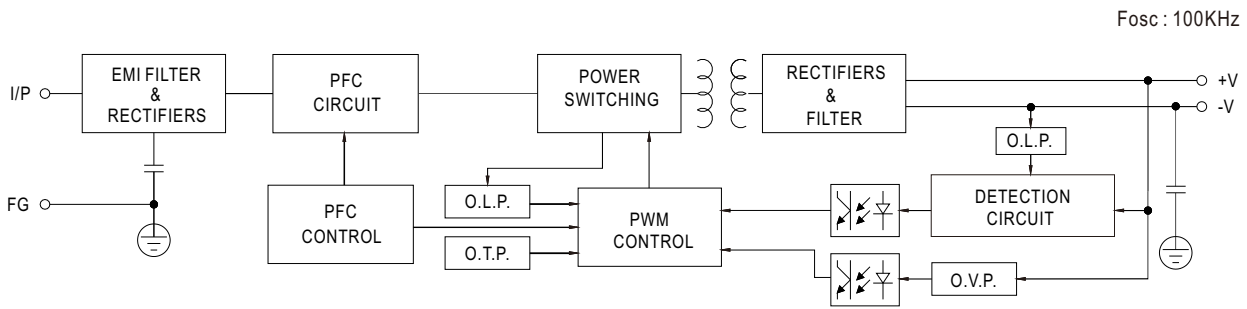 Fosc : 100KHz
I/P
EMI FILTER
&
RECTIFIERS
PFC
CIRCUIT
POWER
SWITCHING
RECTIFIERS
&
FILTER
+V
-V
O.L.P.
FG
PFC
CONTROL
O.L.P.
O.T.P.
PWM
CONTROL
DETECTION
CIRCUIT
O.V.P.